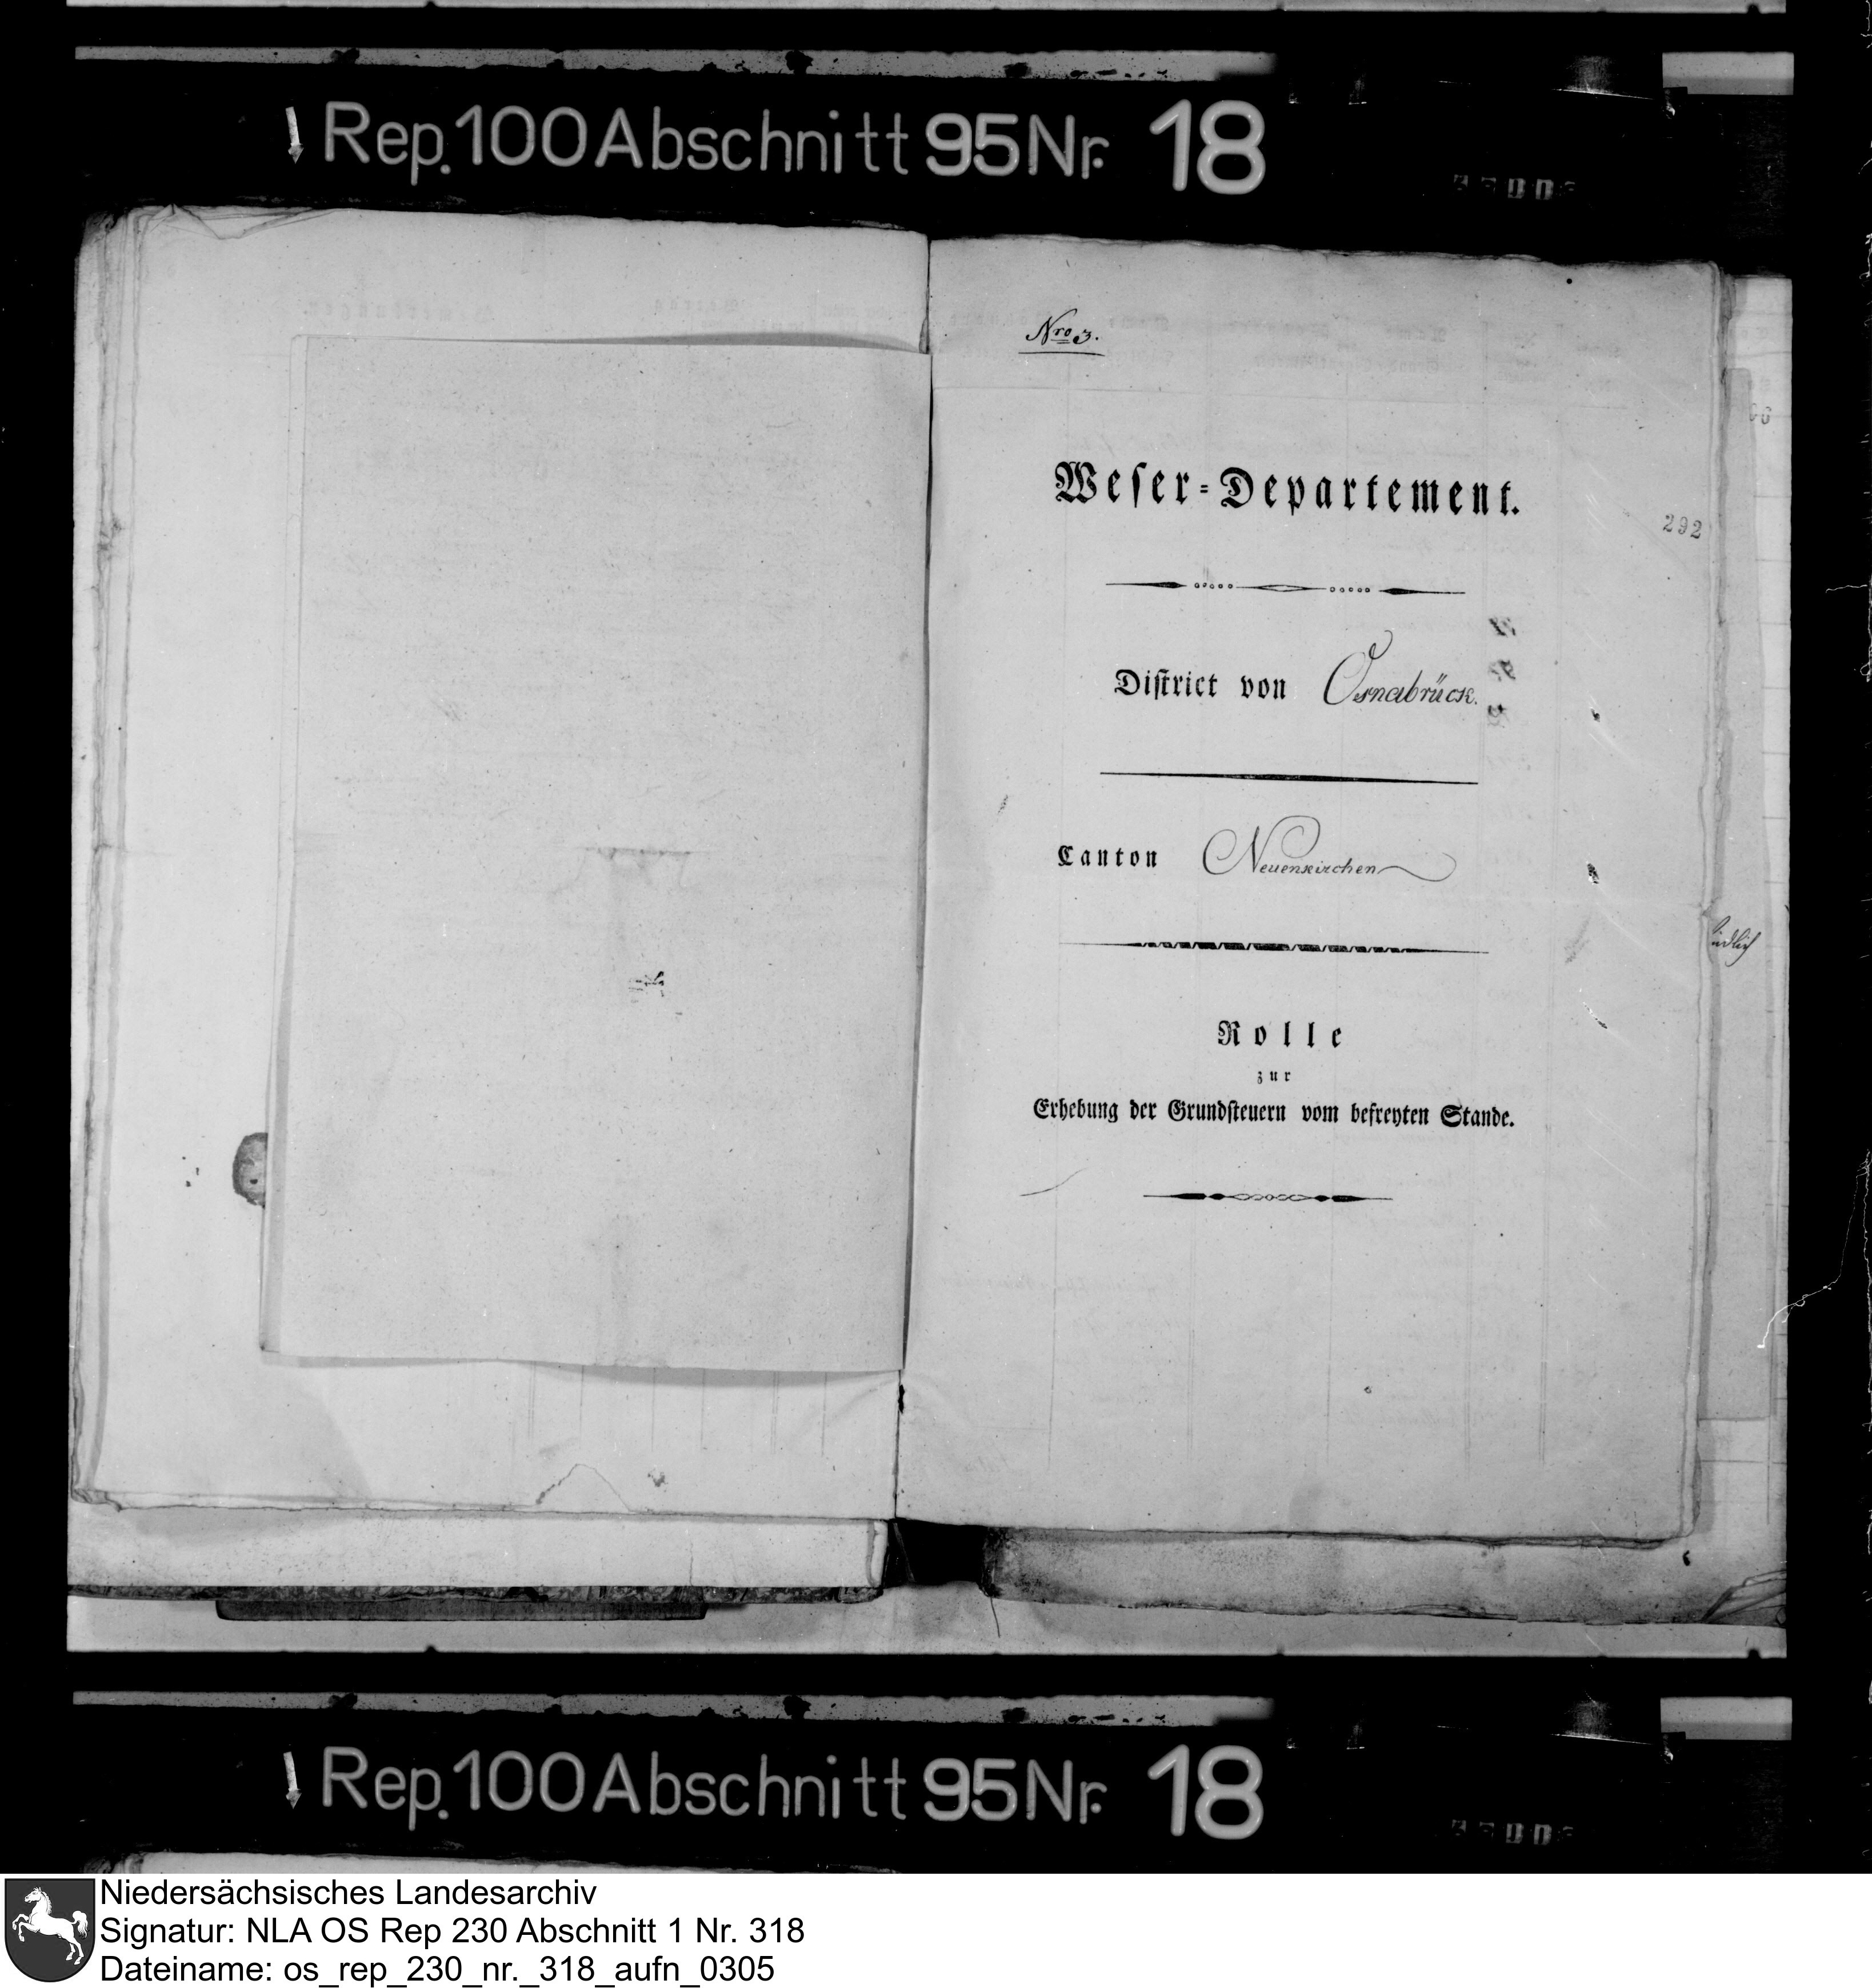 Rep. 100 Abschnitt 95 Nr. 18
Nro 3.
Weser-Departement.
292
District von Osnabrück.
Canton Neuenkirchen
Rolle
zur
Erhebung der Grundsteuern vom befreyten Stande.
Rep. 100 Abschnitt 95 Nr. 18
Niedersächsisches Landesarchiv
Signatur: NLA OS Rep 230 Abschnitt 1 Nr. 318
Dateiname: os_rep_230_nr._318_aufn_0305